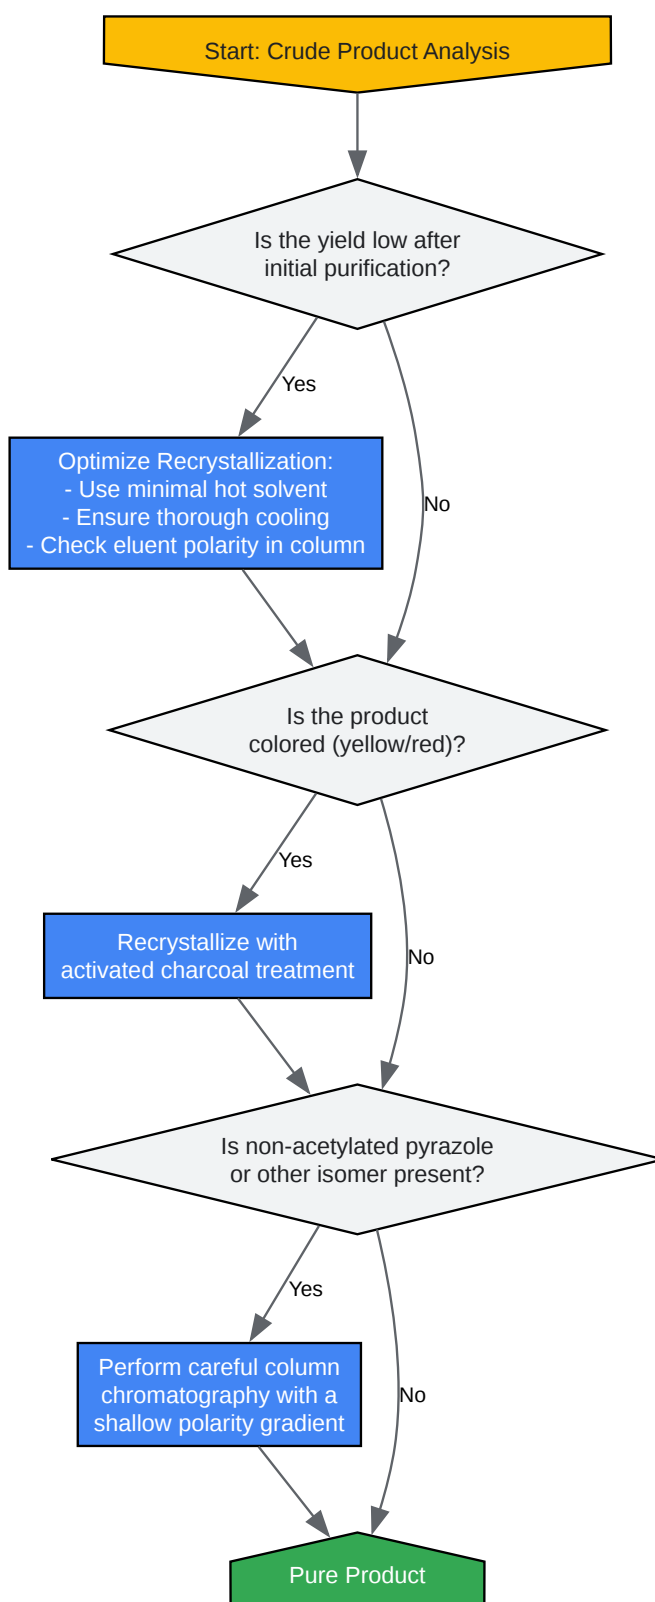 Start: Crude Product Analysis
Is the yield low after
initial purification?
Yes
Optimize Recrystallization:
- Use minimal hot solvent
- Ensure thorough cooling
- Check eluent polarity in column
No
Is the product
colored (yellow/red)?
Yes
Recrystallize with
activated charcoal treatment
No
Is non-acetylated pyrazole
or other isomer present?
Yes
Perform careful column
chromatography with a
shallow polarity gradient
No
Pure Product